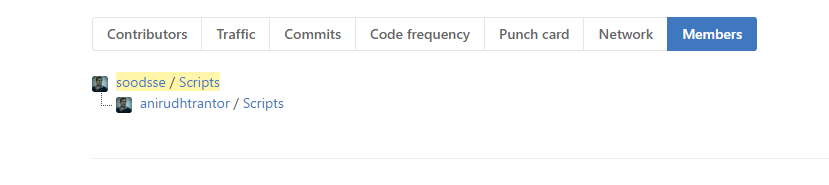 Contributors Traffic Commits Code frequency Punch card Network Members
soodsse / Scripts
anirudhtrantor / Scripts